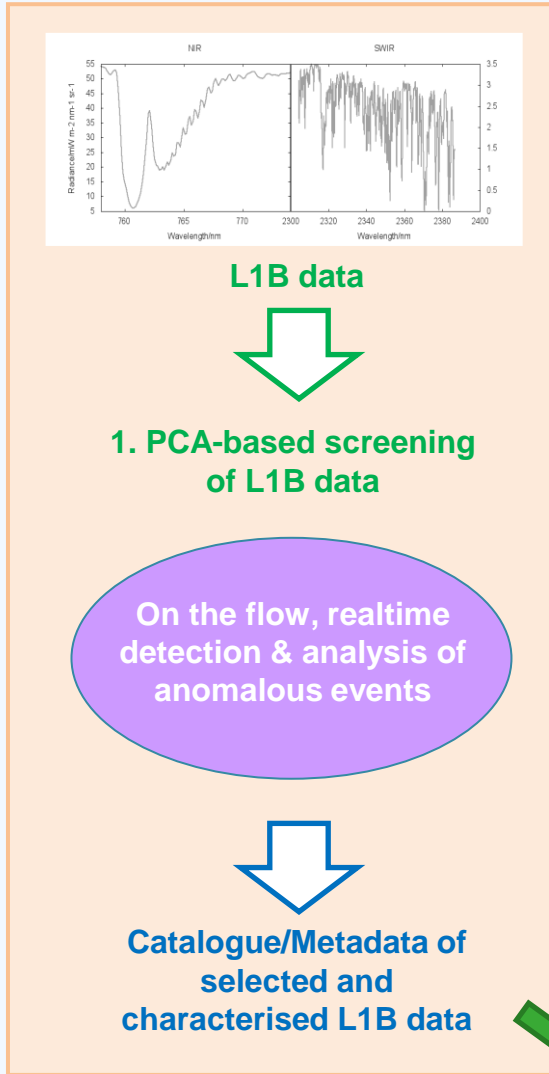 NIR SWIR
55
50
45
40
35
30
25
20
15
10
5
Radiance/mW m-2 nm-1 sr-1
3.5
3
2.5
2
1.5
1
0.5
0
760 765 770 2300 2320 2340 2360 2380 2400
Wavelength/nm Wavelength/nm
L1B data
1. PCA-based screening
of L1B data
On the flow, realtime
detection & analysis of
anomalous events
Catalogue/Metadata of
selected and
characterised L1B data